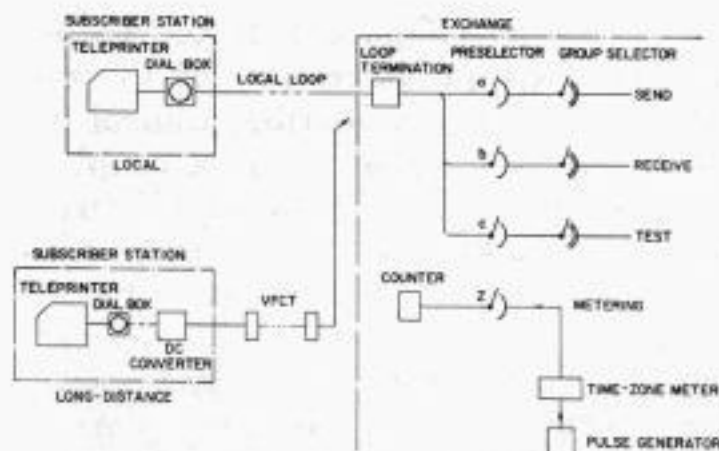 SUBSCRIBER STATION
TELEPRINTER
DIAL BOX
LOCAL LOOP
LOCAL
EXCHANGE
LOOP TERMINATION
PRESELECTOR
GROUP SELECTOR
a
SEND
b
RECEIVE
c
TEST
SUBSCRIBER STATION
TELEPRINTER
DIAL BOX
DC CONVERTER
VFCT
LONG-DISTANCE
COUNTER
Z
METERING
TIME-ZONE METER
PULSE GENERATOR